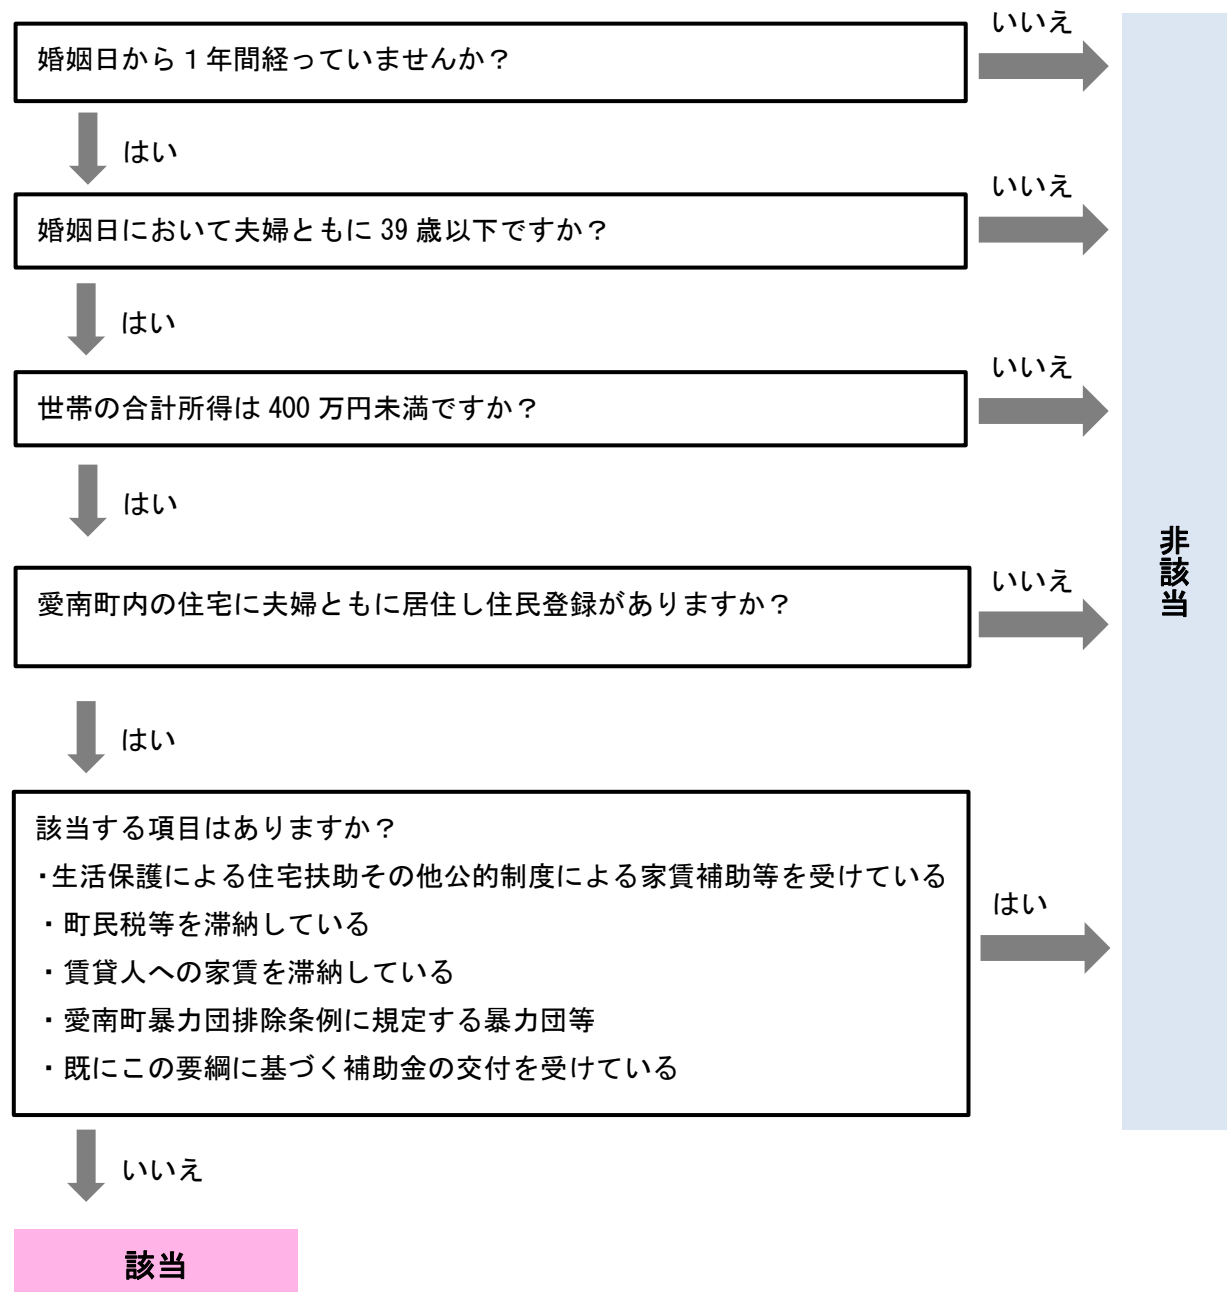 いいえ
婚姻日から１年間経っていませんか？
はい
いいえ
婚姻日において夫婦ともに 39 歳以下ですか？
はい
いいえ
世帯の合計所得は 400 万円未満ですか？
はい
いいえ
愛南町内の住宅に夫婦ともに居住し住民登録がありますか？
はい
該当する項目はありますか？
・生活保護による住宅扶助その他公的制度による家賃補助等を受けている
・町民税等を滞納している
・賃貸人への家賃を滞納している
・愛南町暴力団排除条例に規定する暴力団等
・既にこの要綱に基づく補助金の交付を受けている
はい
いいえ
該当
非該当